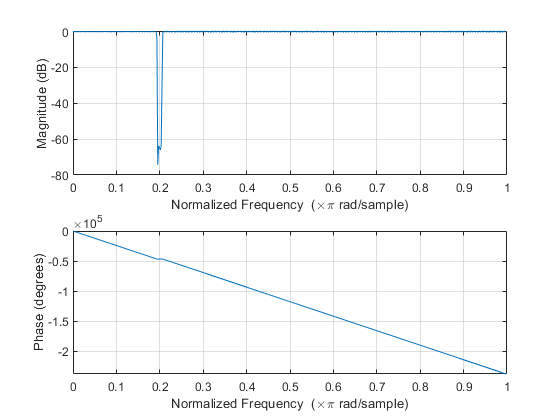 0
-20
-40
-60
-80
Magnitude (dB)
0 0.1 0.2 0.3 0.4 0.5 0.6 0.7 0.8 0.9 1
Normalized Frequency (×π rad/sample)
×10^5
0
-0.5
-1
-1.5
-2
Phase (degrees)
0 0.1 0.2 0.3 0.4 0.5 0.6 0.7 0.8 0.9 1
Normalized Frequency (×π rad/sample)